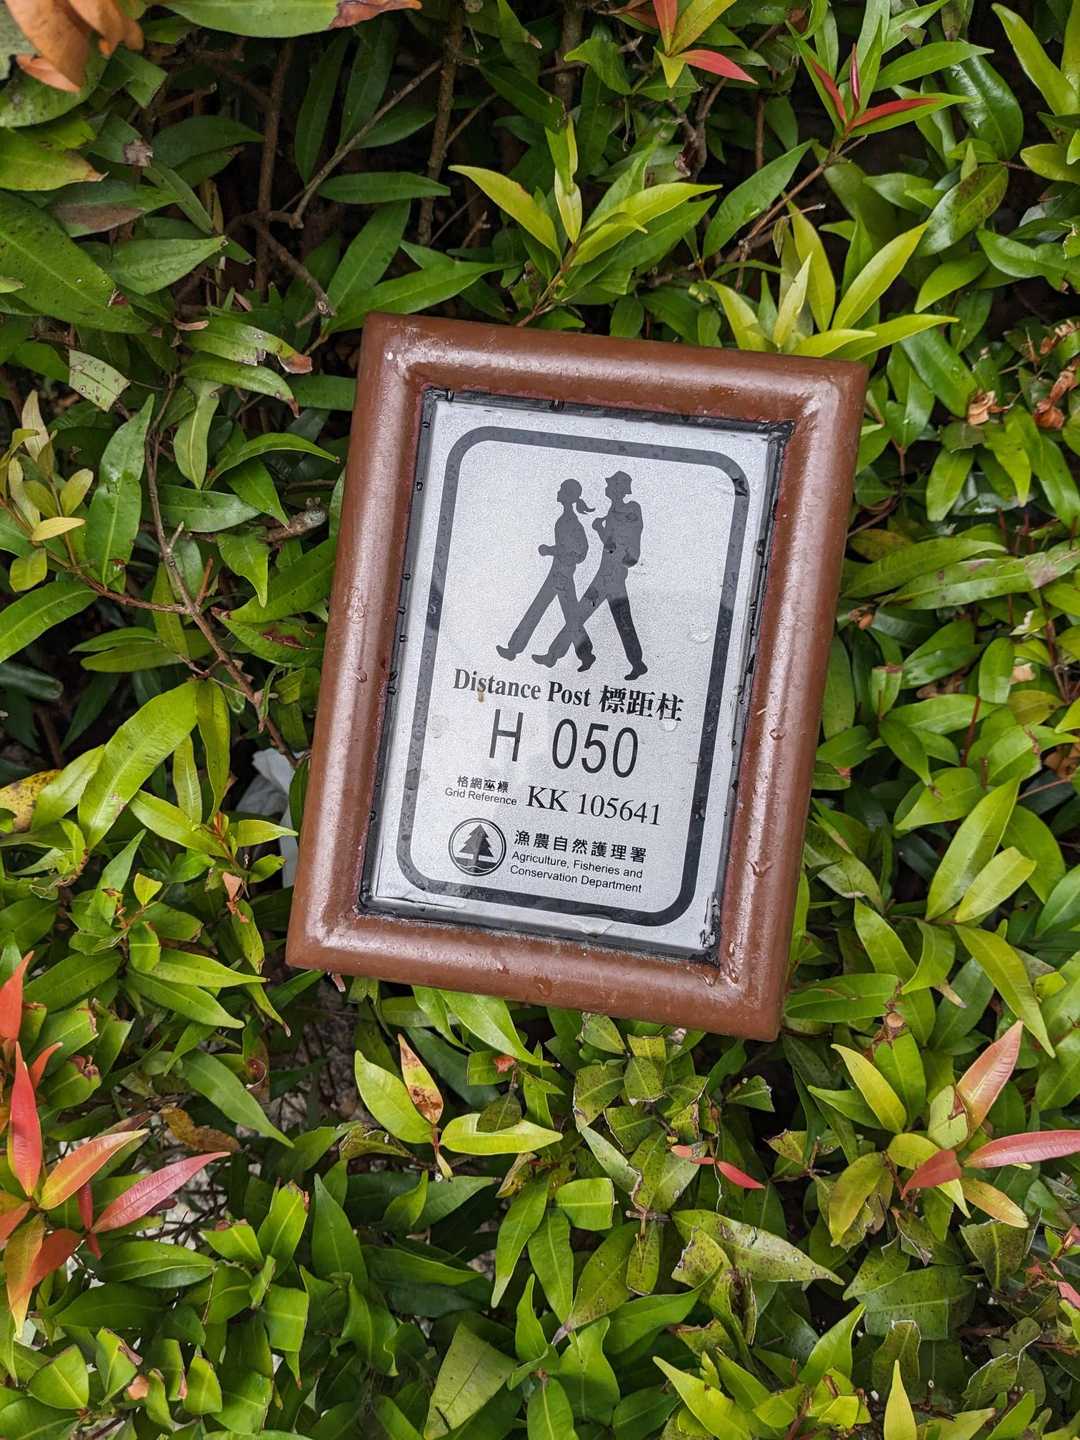 Distance Post 標距柱
H 050
格網座標
Grid Reference KK 105641
漁農自然護理署
Agriculture, Fisheries and
Conservation Department